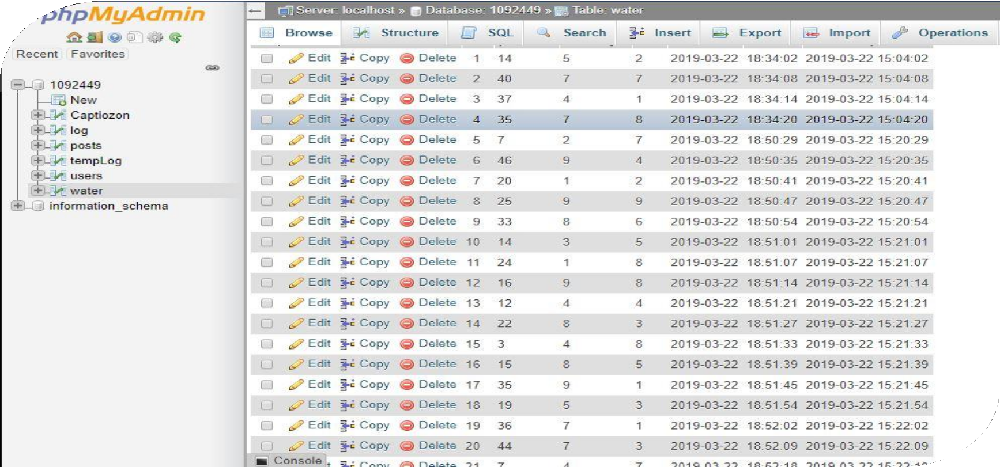 phpMyAdmin
Recent Favorites
1092449
New
Captiozon
log
posts
tempLog
users
water
information_schema
Server: localhost » Database: 1092449 » Table: water
Browse Structure SQL Search Insert Export Import Operations
Edit Copy Delete 1 14 5 2 2019-03-22 18:34:02 2019-03-22 15:04:02
Edit Copy Delete 2 40 7 7 2019-03-22 18:34:08 2019-03-22 15:04:08
Edit Copy Delete 3 37 4 1 2019-03-22 18:34:14 2019-03-22 15:04:14
Edit Copy Delete 4 35 7 8 2019-03-22 18:34:20 2019-03-22 15:04:20
Edit Copy Delete 5 7 2 7 2019-03-22 18:50:29 2019-03-22 15:20:29
Edit Copy Delete 6 46 9 4 2019-03-22 18:50:35 2019-03-22 15:20:35
Edit Copy Delete 7 20 1 2 2019-03-22 18:50:41 2019-03-22 15:20:41
Edit Copy Delete 8 25 9 9 2019-03-22 18:50:47 2019-03-22 15:20:47
Edit Copy Delete 9 33 8 6 2019-03-22 18:50:54 2019-03-22 15:20:54
Edit Copy Delete 10 14 3 5 2019-03-22 18:51:01 2019-03-22 15:21:01
Edit Copy Delete 11 24 1 8 2019-03-22 18:51:07 2019-03-22 15:21:07
Edit Copy Delete 12 16 9 8 2019-03-22 18:51:14 2019-03-22 15:21:14
Edit Copy Delete 13 12 4 4 2019-03-22 18:51:21 2019-03-22 15:21:21
Edit Copy Delete 14 22 8 3 2019-03-22 18:51:27 2019-03-22 15:21:27
Edit Copy Delete 15 3 4 8 2019-03-22 18:51:33 2019-03-22 15:21:33
Edit Copy Delete 16 15 8 5 2019-03-22 18:51:39 2019-03-22 15:21:39
Edit Copy Delete 17 35 9 1 2019-03-22 18:51:45 2019-03-22 15:21:45
Edit Copy Delete 18 19 5 3 2019-03-22 18:51:54 2019-03-22 15:21:54
Edit Copy Delete 19 36 7 1 2019-03-22 18:52:02 2019-03-22 15:22:02
Edit Copy Delete 20 44 7 3 2019-03-22 18:52:09 2019-03-22 15:22:09
Console Copy Delete 21 7 4 7 2019-03-22 18:52:18 2019-03-22